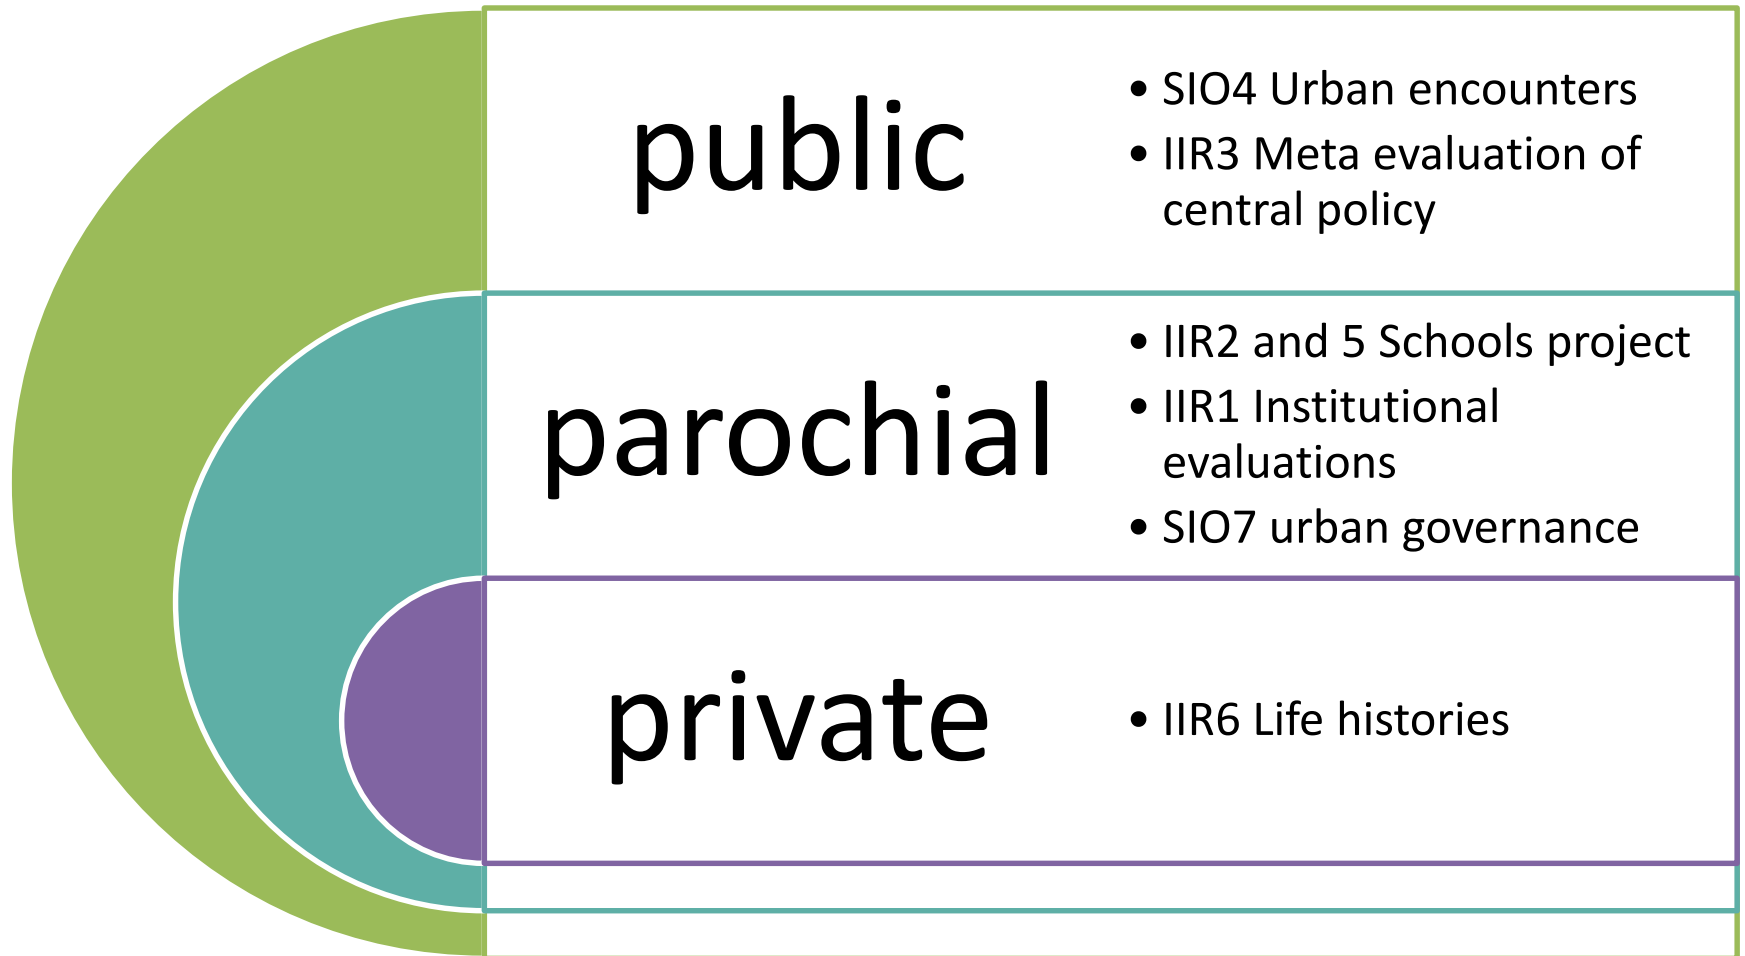 public
• SIO4 Urban encounters
• IIR3 Meta evaluation of
central policy
parochial
• IIR2 and 5 Schools project
• IIR1 Institutional
evaluations
• SIO7 urban governance
private
• IIR6 Life histories